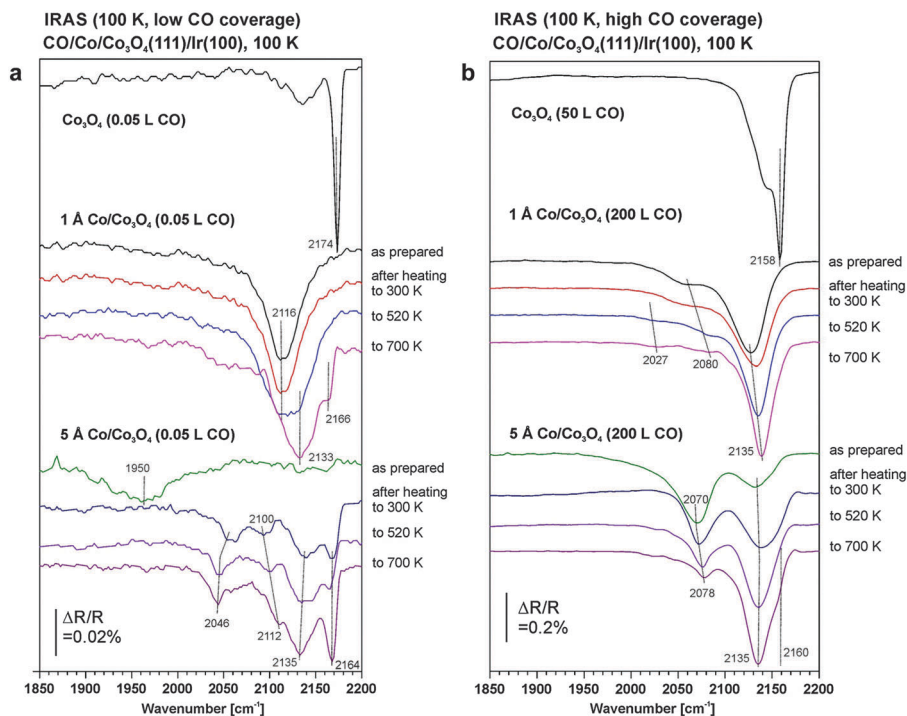 IRAS (100 K, low CO coverage)
CO/Co/Co₃O₄(111)/Ir(100), 100 K
a
Co₃O₄ (0.05 L CO)
2174
1 Å Co/Co₃O₄ (0.05 L CO)
as prepared
after heating
to 300 K
2116
to 520 K
to 700 K
2166
2133
5 Å Co/Co₃O₄ (0.05 L CO)
1950
as prepared
after heating
to 300 K
2100
to 520 K
to 700 K
2046
2112
2135
2164
ΔR/R
=0.02%
1850 1900 1950 2000 2050 2100 2150 2200
Wavenumber [cm⁻¹]
IRAS (100 K, high CO coverage)
CO/Co/Co₃O₄(111)/Ir(100), 100 K
b
Co₃O₄ (50 L CO)
1 Å Co/Co₃O₄ (200 L CO)
2158
as prepared
after heating
to 300 K
to 520 K
2027
2080
to 700 K
2135
5 Å Co/Co₃O₄ (200 L CO)
as prepared
after heating
to 300 K
2070
to 520 K
to 700 K
2078
2135
2160
ΔR/R
=0.2%
1850 1900 1950 2000 2050 2100 2150 2200
Wavenumber [cm⁻¹]